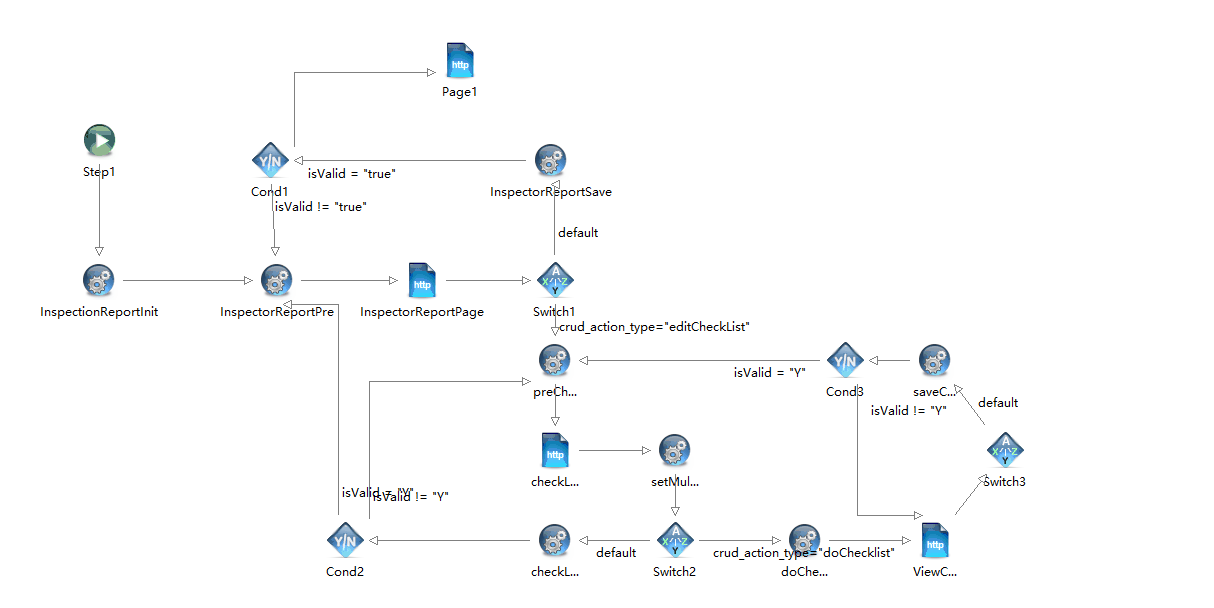 http
Page1
Step1
Y|N
Cond1
isValid = "true"
InspectorReportSave
isValid != "true"
default
InspectionReportInit
InspectorReportPre
http
InspectorReportPage
A
X Z
Y
Switch1
crud_action_type="editCheckList"
preCh...
isValid = "Y"
Y|N
Cond3
saveC...
isValid != "Y"
default
http
checkL...
setMul...
A
X Z
Y
Switch3
isValid = "Y"
isValid != "Y"
Y|N
Cond2
checkL...
default
A
X Z
Y
Switch2
crud_action_type="doChecklist"
doChe...
http
ViewC...